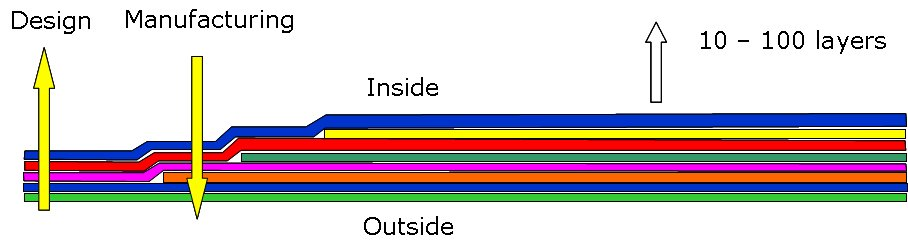 Design
Manufacturing
10 – 100 layers
Inside
Outside